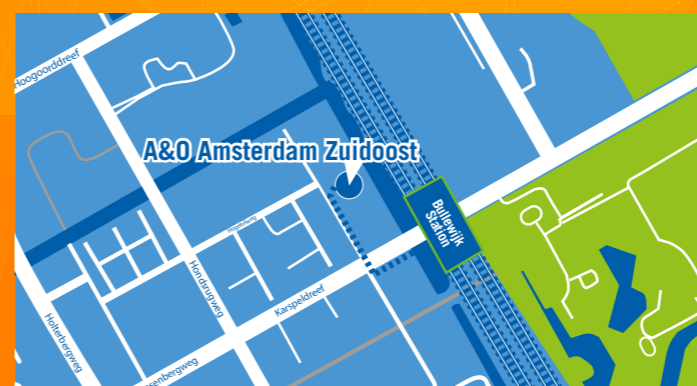 Hoogoorddreef
A&O Amsterdam Zuidoost
Bullewijk
Station
Hondsrugweg
Karspeldreef
Holterbergweg